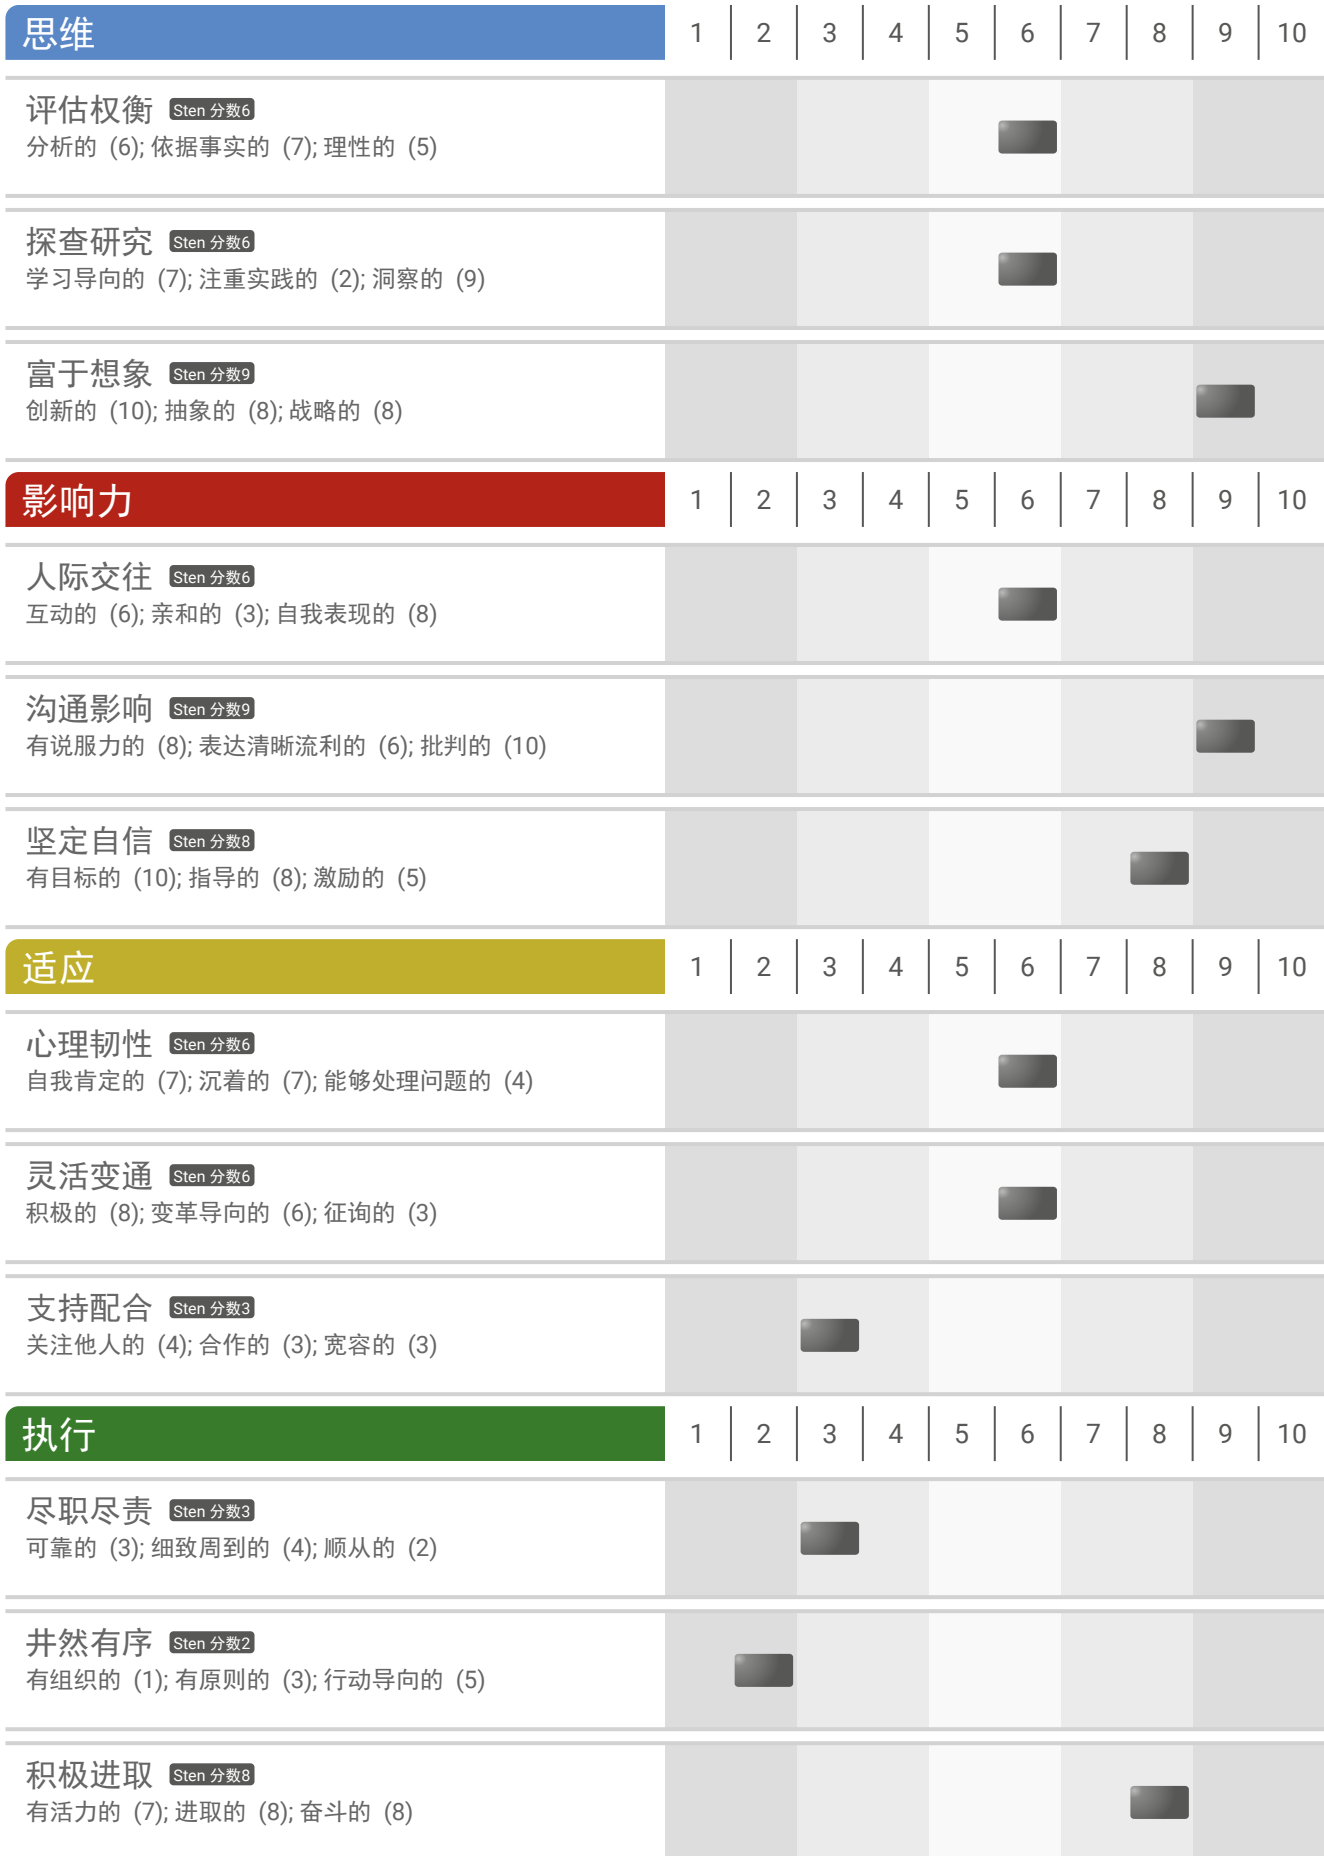 思维 1 2 3 4 5 6 7 8 9 10
评估权衡 Sten 分数6
分析的 (6); 依据事实的 (7); 理性的 (5)
探查研究 Sten 分数6
学习导向的 (7); 注重实践的 (2); 洞察的 (9)
富于想象 Sten 分数9
创新的 (10); 抽象的 (8); 战略的 (8)
影响力 1 2 3 4 5 6 7 8 9 10
人际交往 Sten 分数6
互动的 (6); 亲和的 (3); 自我表现的 (8)
沟通影响 Sten 分数9
有说服力的 (8); 表达清晰流利的 (6); 批判的 (10)
坚定自信 Sten 分数8
有目标的 (10); 指导的 (8); 激励的 (5)
适应 1 2 3 4 5 6 7 8 9 10
心理韧性 Sten 分数6
自我肯定的 (7); 沉着的 (7); 能够处理问题的 (4)
灵活变通 Sten 分数6
积极的 (8); 变革导向的 (6); 征询的 (3)
支持配合 Sten 分数3
关注他人的 (4); 合作的 (3); 宽容的 (3)
执行 1 2 3 4 5 6 7 8 9 10
尽职尽责 Sten 分数3
可靠的 (3); 细致周到的 (4); 顺从的 (2)
井然有序 Sten 分数2
有组织的 (1); 有原则的 (3); 行动导向的 (5)
积极进取 Sten 分数8
有活力的 (7); 进取的 (8); 奋斗的 (8)